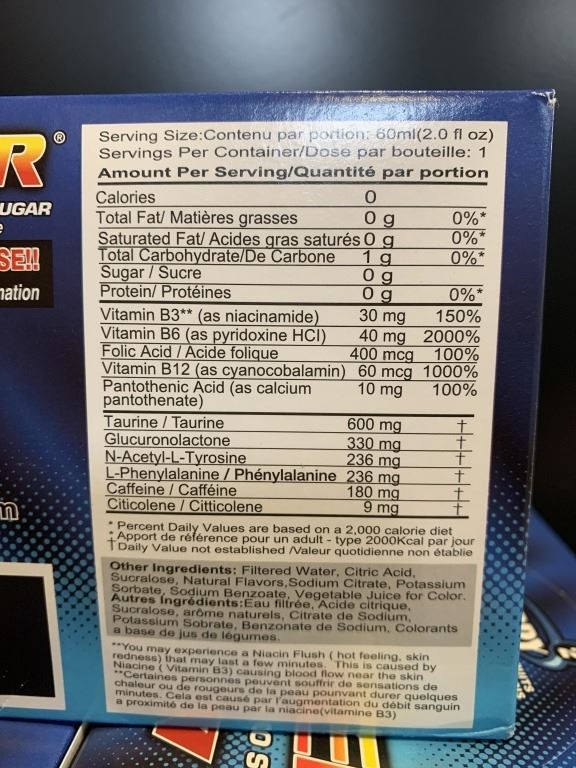 R®
UGAR
SE!!
nation
m
Serving Size:Contenu par portion; 60ml(2.0 fl oz)
Servings Per Container/Dose par bouteille: 1
Amount Per Serving/Quantité par portion
Calories 0
Total Fat/ Matières grasses 0 g 0%*
Saturated Fat/ Acides gras saturés 0 g 0%*
Total Carbohydrate/De Carbone 1 g 0%*
Sugar / Sucre 0 g
Protein/ Protéines 0 g 0%*
Vitamin B3** (as niacinamide) 30 mg 150%
Vitamin B6 (as pyridoxine HCl) 40 mg 2000%
Folic Acid / Acide folique 400 mcg 100%
Vitamin B12 (as cyanocobalamin) 60 mcg 1000%
Pantothenic Acid (as calcium 10 mg 100%
pantothenate)
Taurine / Taurine 600 mg †
Glucuronolactone 330 mg †
N-Acetyl-L-Tyrosine 236 mg †
L-Phenylalanine / Phénylalanine 236 mg †
Caffeine / Caféine 180 mg †
Citicolene / Citticolene 9 mg †
* Percent Daily Values are based on a 2,000 calorie diet
* Apport de référence pour un adult - type 2000Kcal par jour
† Daily Value not established /Valeur quotidienne non établie
Other Ingredients: Filtered Water, Citric Acid,
Sucralose, Natural Flavors,Sodium Citrate, Potassium
Sorbate, Sodium Benzoate, Vegetable Juice for Color.
Autres Ingrédients:Eau filtrée, Acide citrique,
Sucralose, arôme naturels, Citrate de Sodium,
Potassium Sobrate, Benzonate de Sodium, Colorants
a base de jus de légumes.
**You may experience a Niacin Flush ( hot feeling, skin
redness) that may last a few minutes. This is caused by
Niacine ( Vitamin B3) causing blood flow near the skin
**Certaines personnes peuvent souffrir de sensations de
chaleur ou de rougeurs de la peau pounvant durer quelques
minutes. Cela est causé par l'augmentation du débit sanguin
a proximité de la peau par la niacine(vitamine B3)